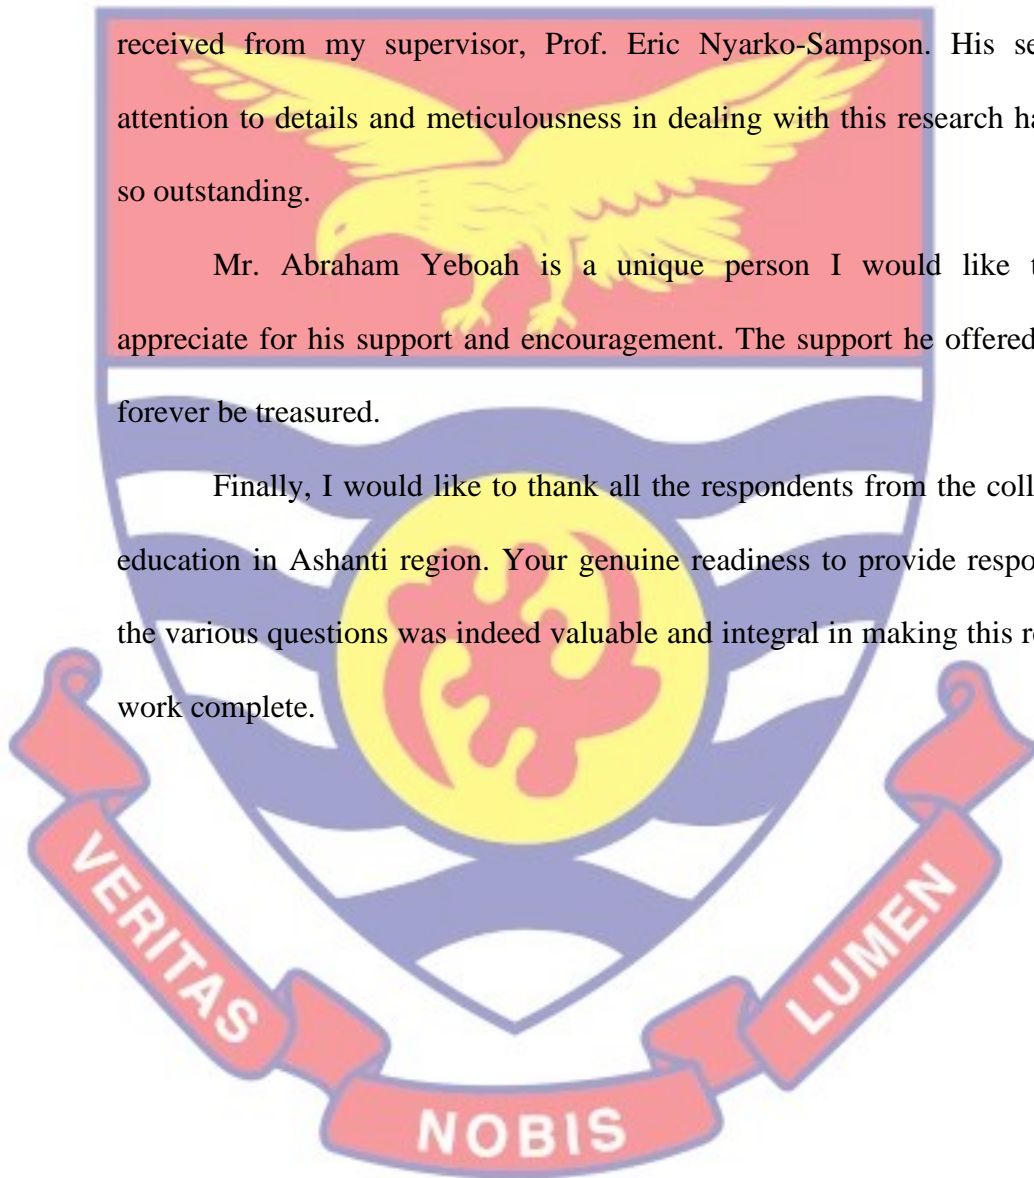 received from my supervisor, Prof. Eric Nyarko-Sampson. His se
attention to details and meticulousness in dealing with this research ha
so outstanding.
Mr. Abraham Yeboah is a unique person I would like t
appreciate for his support and encouragement. The support he offered
forever be treasured.
Finally, I would like to thank all the respondents from the coll
education in Ashanti region. Your genuine readiness to provide respo
the various questions was indeed valuable and integral in making this r
work complete.
VERITAS
NOBIS
LUMEN